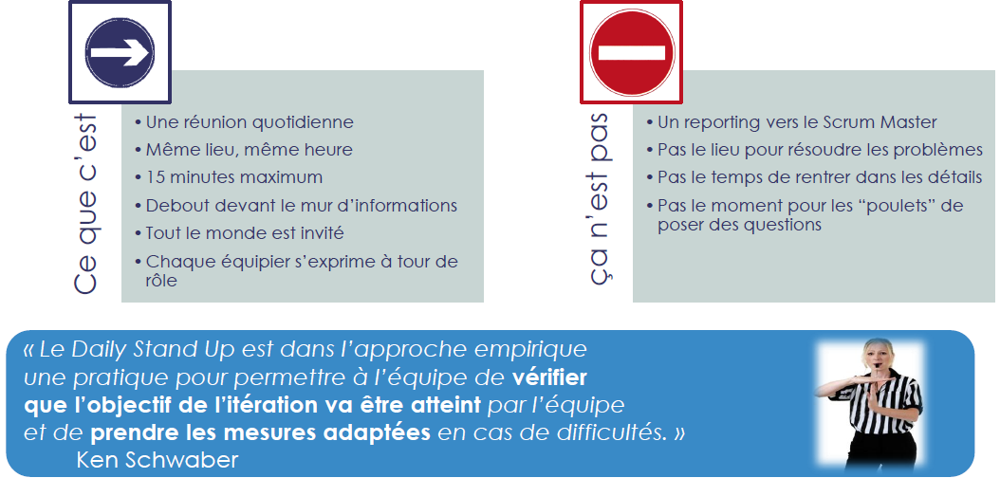 Ce que c’est
• Une réunion quotidienne
• Même lieu, même heure
• 15 minutes maximum
• Debout devant le mur d’informations
• Tout le monde est invité
• Chaque équipier s’exprime à tour de
rôle
ça n’est pas
• Un reporting vers le Scrum Master
• Pas le lieu pour résoudre les problèmes
• Pas le temps de rentrer dans les détails
• Pas le moment pour les “poulets” de
poser des questions
« Le Daily Stand Up est dans l’approche empirique
une pratique pour permettre à l’équipe de vérifier
que l’objectif de l’itération va être atteint par l’équipe
et de prendre les mesures adaptées en cas de difficultés. »
Ken Schwaber